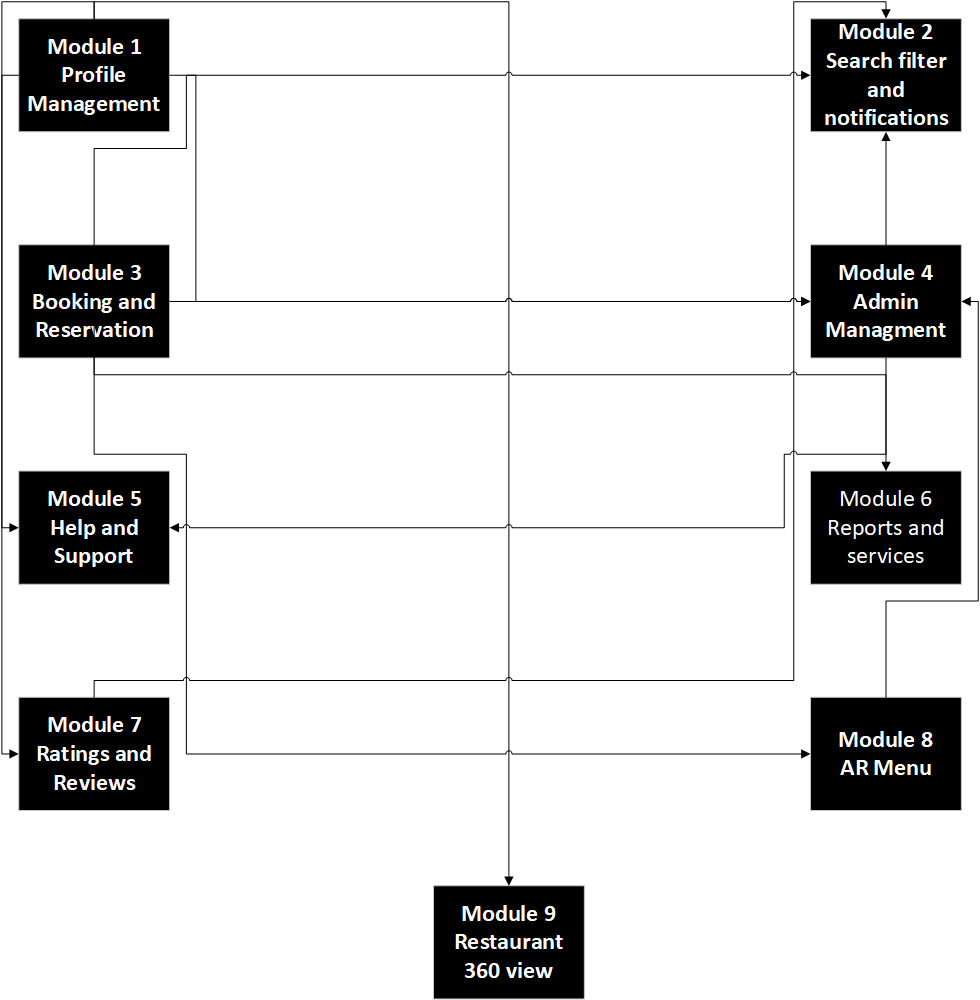 Module 1
Profile
Management
Module 2
Search filter
and
notifications
Module 3
Booking and
Reservation
Module 4
Admin
Managment
Module 5
Help and
Support
Module 6
Reports and
services
Module 7
Ratings and
Reviews
Module 8
AR Menu
Module 9
Restaurant
360 view